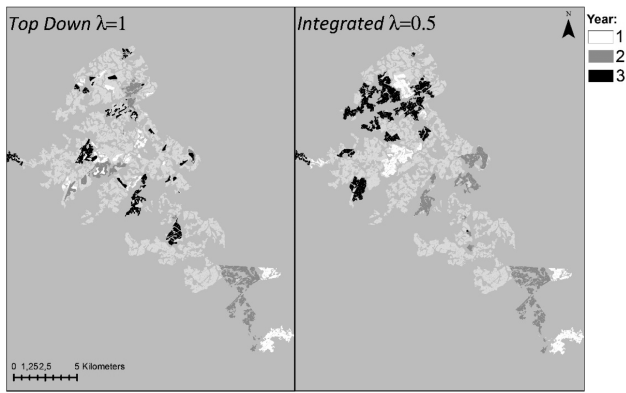 Top Down λ=1
Integrated λ=0.5
N
Year:
1
2
3
0 1,252,5 5 Kilometers